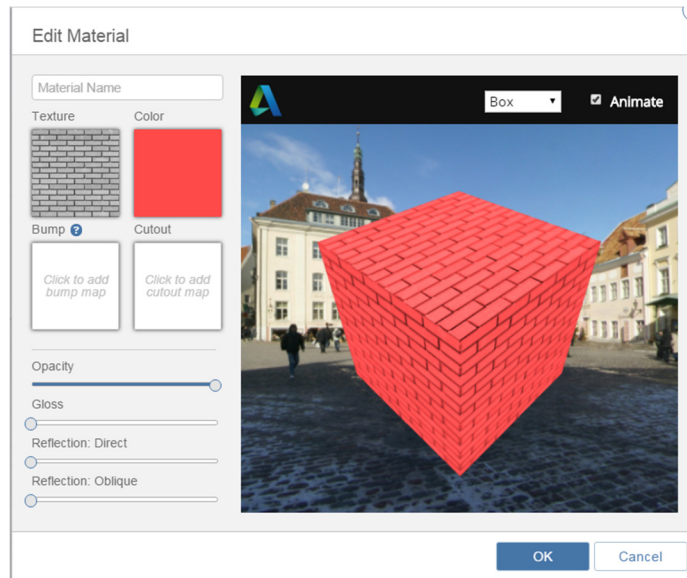 Edit Material
Material Name
Box
Animate
Texture
Color
Bump ?
Cutout
Click to add
bump map
Click to add
cutout map
Opacity
Gloss
Reflection: Direct
Reflection: Oblique
OK
Cancel